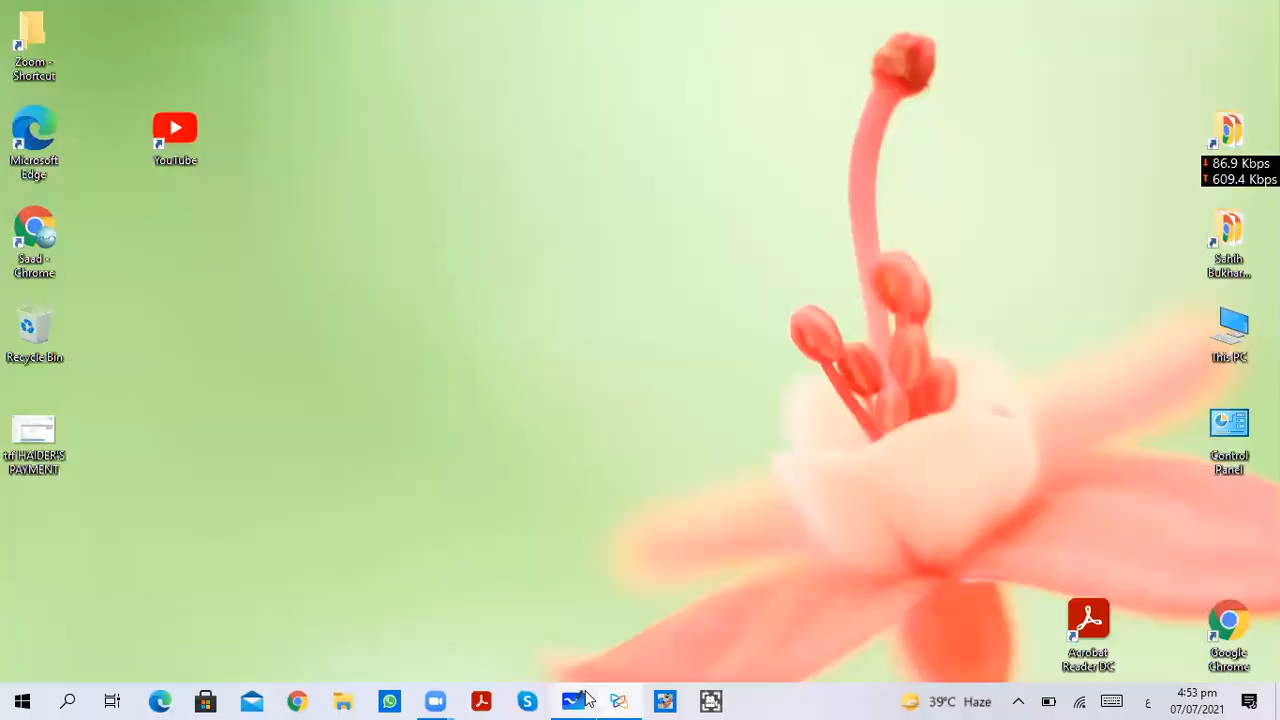 Zoom -
Shortcut
Microsoft
Edge
YouTube
86.9 Kbps
609.4 Kbps
Saad -
Chrome
Sahih
Bukhar...
Recycle Bin
This PC
trf HAIDER'S
PAYMENT
Control
Panel
Acrobat
Reader DC
Google
Chrome
39°C Haze
ع
4:53 pm
07/07/2021